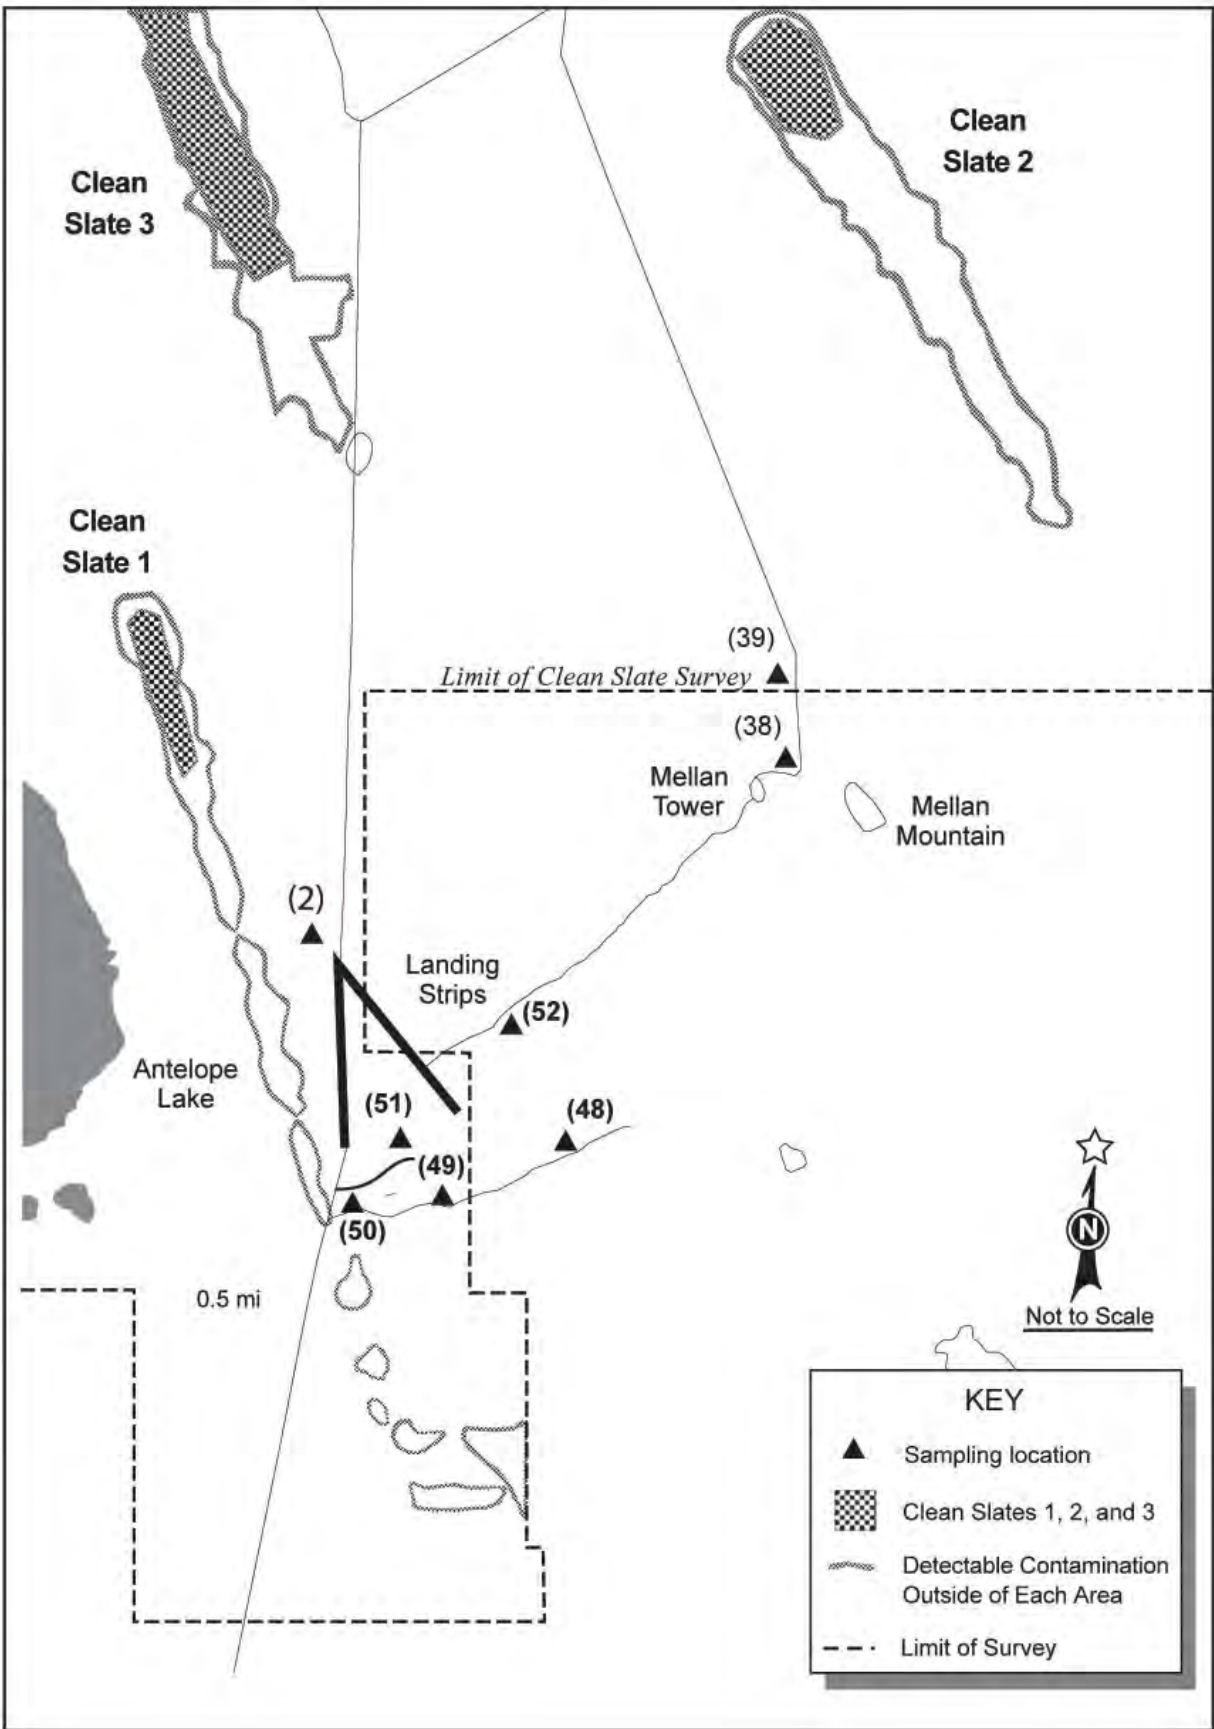 Clean
Slate 2
Clean
Slate 3
Clean
Slate 1
(39)
Limit of Clean Slate Survey
(38)
Mellan
Tower
Mellan
Mountain
(2)
Landing
Strips
(52)
Antelope
Lake
(51)
(48)
(49)
(50)
0.5 mi
N
Not to Scale
KEY
Sampling location
Clean Slates 1, 2, and 3
Detectable Contamination
Outside of Each Area
Limit of Survey